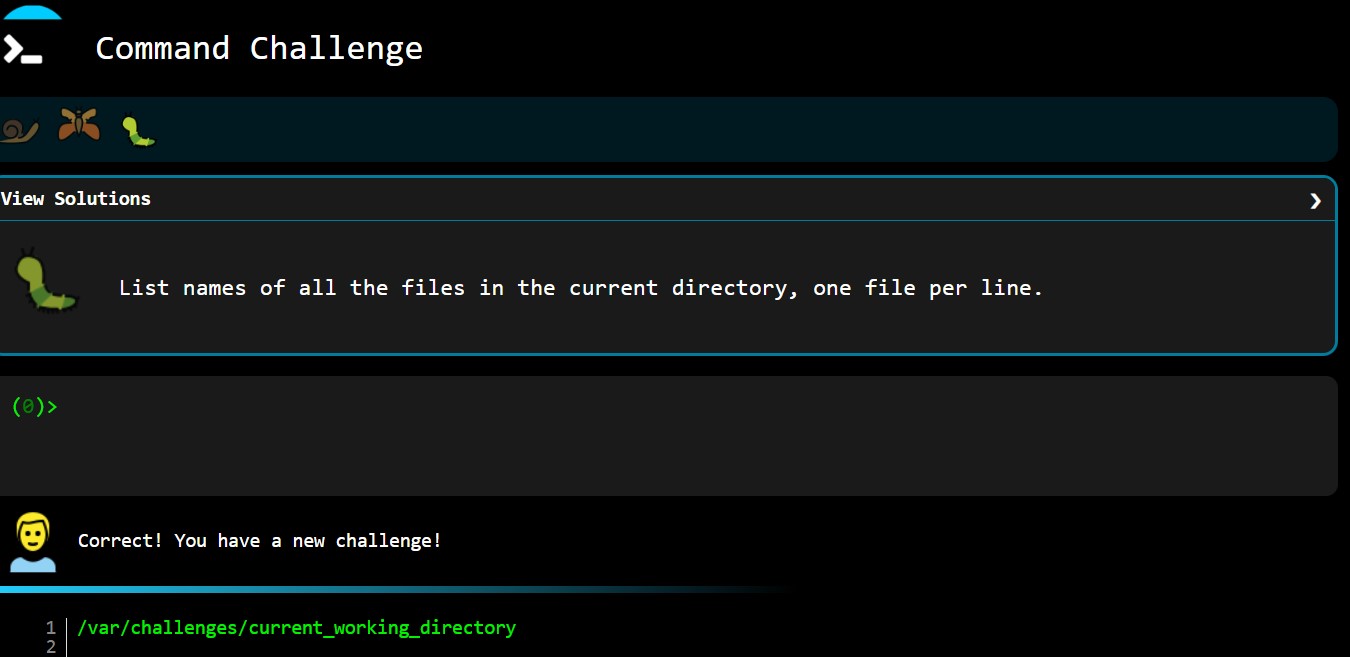 Command Challenge
View Solutions
List names of all the files in the current directory, one file per line.
(0)>
Correct! You have a new challenge!
1 /var/challenges/current_working_directory
2